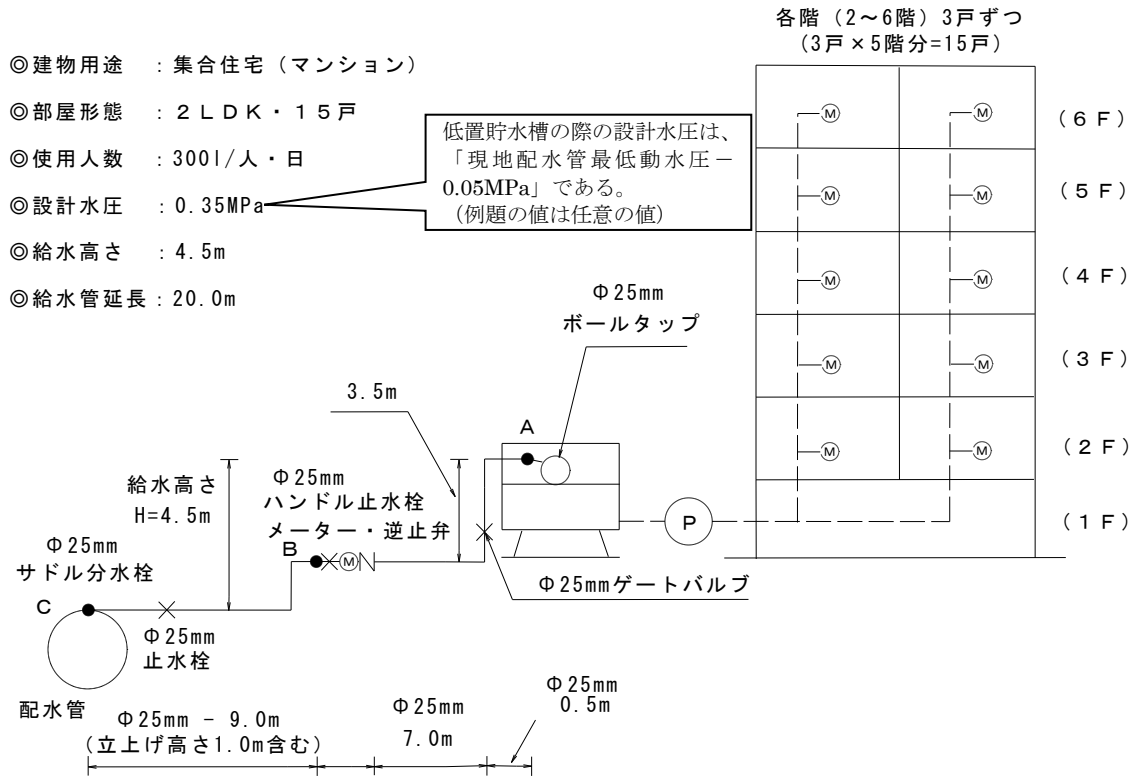 各階（2～6階）3戸ずつ
(3戸×5階分=15戸)
◎建物用途 ：集合住宅（マンション）
◎部屋形態 ：２ＬＤＫ・１５戸
◎使用人数 ：300l/人・日
◎設計水圧 ：0.35MPa
◎給水高さ ：4.5m
◎給水管延長：20.0m
低置貯水槽の際の設計水圧は、
「現地配水管最低動水圧－
0.05MPa」である。
（例題の値は任意の値）
M
M
(６Ｆ)
M
M
(５Ｆ)
M
M
(４Ｆ)
M
M
(３Ｆ)
M
M
(２Ｆ)
(１Ｆ)
Φ25mm
ボールタップ
3.5m
A
P
給水高さ
H=4.5m
Φ25mm
ハンドル止水栓
メーター・逆止弁
B
M
Φ25mmゲートバルブ
Φ25mm
サドル分水栓
C
Φ25mm
止水栓
配水管
Φ25mm － 9.0m
(立上げ高さ1.0m含む)
Φ25mm
7.0m
Φ25mm
0.5m